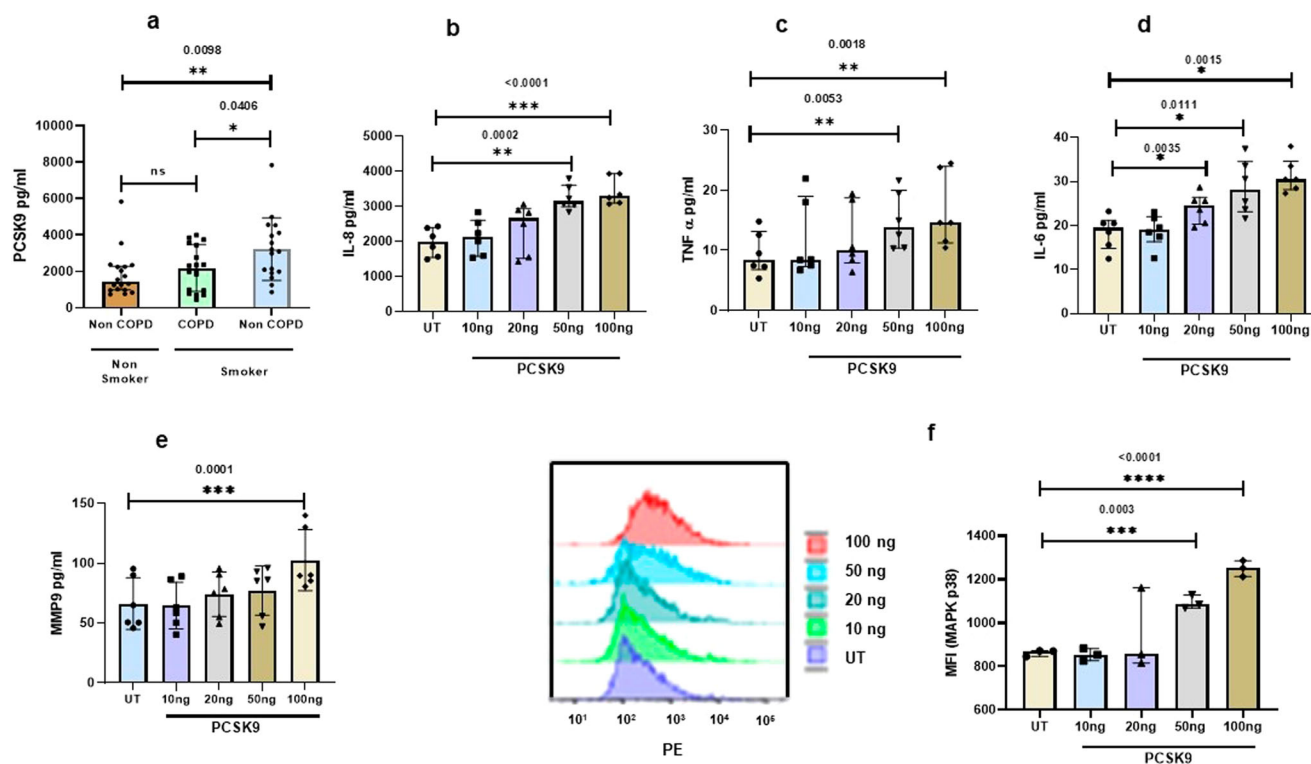 a
0.0098
**
0.0406
*
ns
PCSK9 pg/ml
10000
8000
6000
4000
2000
0
Non COPD COPD Non COPD
Non Smoker
Smoker
b
<0.0001
***
0.0002
**
IL-8 pg/ml
5000
4000
3000
2000
1000
0
UT 10ng 20ng 50ng 100ng
PCSK9
c
0.0018
**
0.0053
**
TNF α pg/ml
30
20
10
0
UT 10ng 20ng 50ng 100ng
PCSK9
d
0.0015
*
0.0111
*
0.0035
*
IL-6 pg/ml
40
30
20
10
0
UT 10ng 20ng 50ng 100ng
PCSK9
e
0.0001
***
MMP9 pg/ml
150
100
50
0
UT 10ng 20ng 50ng 100ng
PCSK9
100 ng
50 ng
20 ng
10 ng
UT
10¹ 10² 10³ 10⁴ 10⁵
PE
f
<0.0001
****
0.0003
***
MFI (MAPK p38)
1400
1200
1000
800
600
UT 10ng 20ng 50ng 100ng
PCSK9